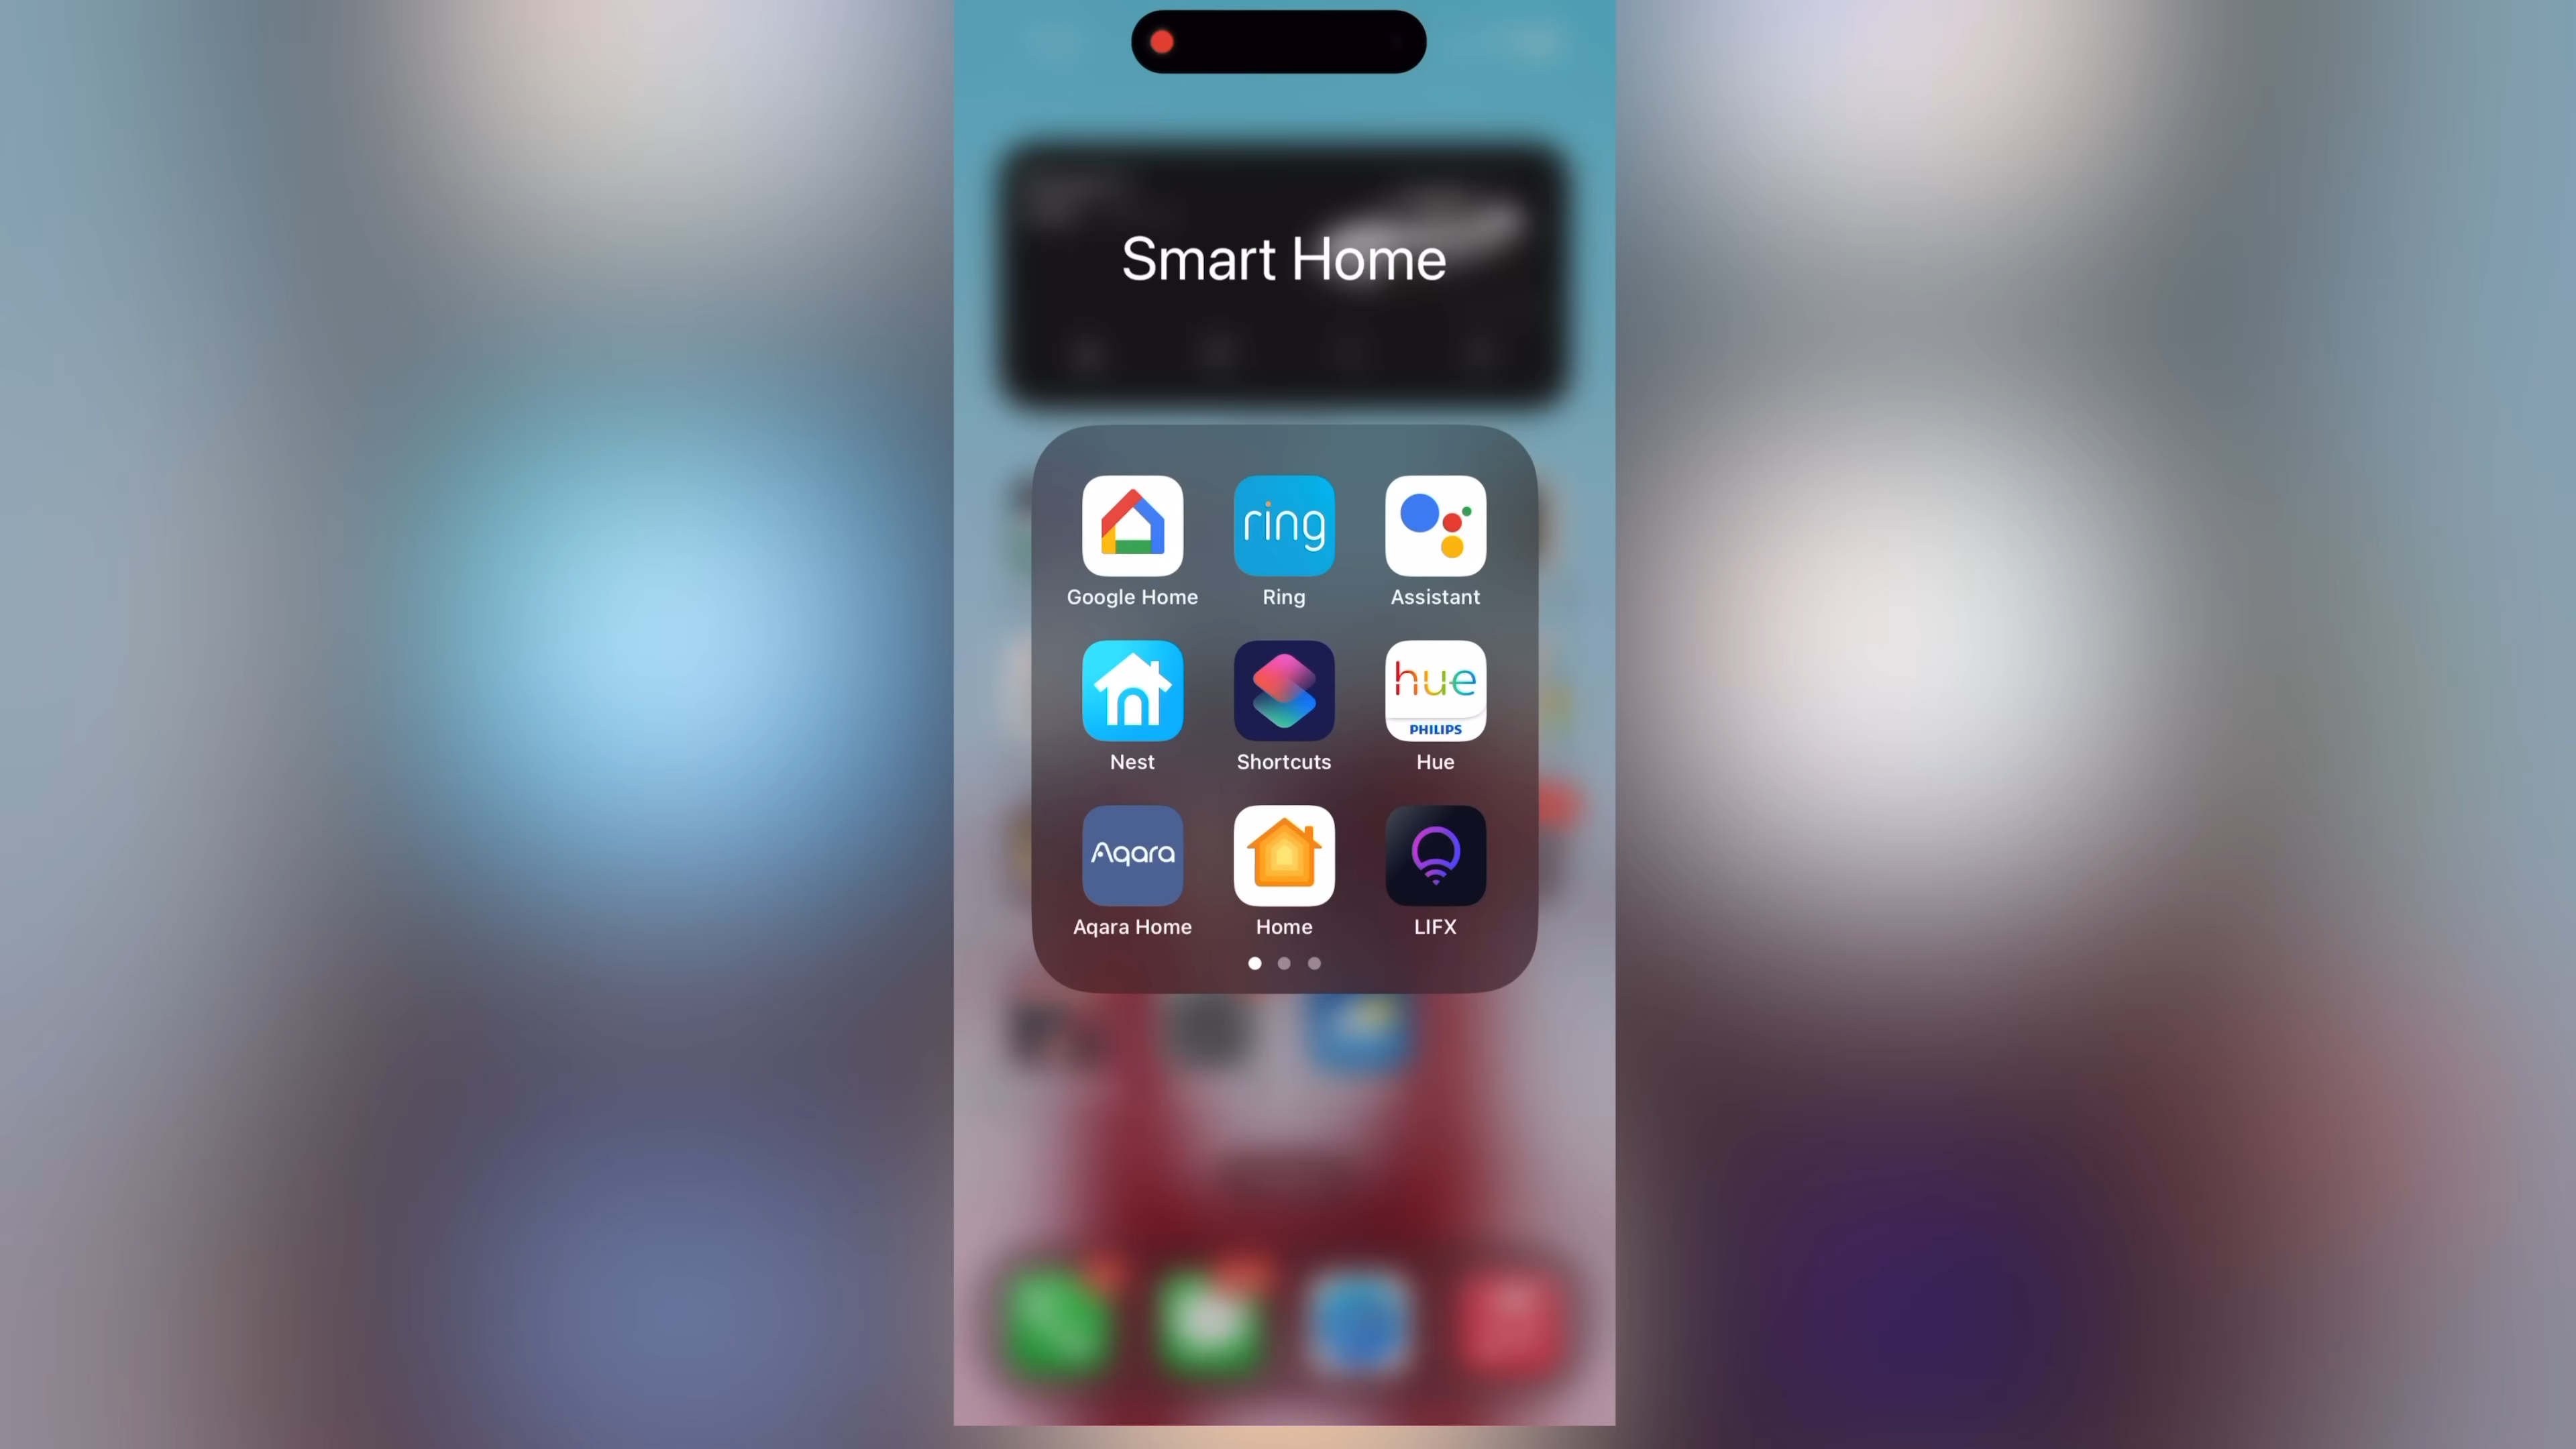 Smart Home
ring
Google Home
Ring
Assistant
hue
PHILIPS
Nest
Shortcuts
Hue
Aqara
Aqara Home
Home
LIFX